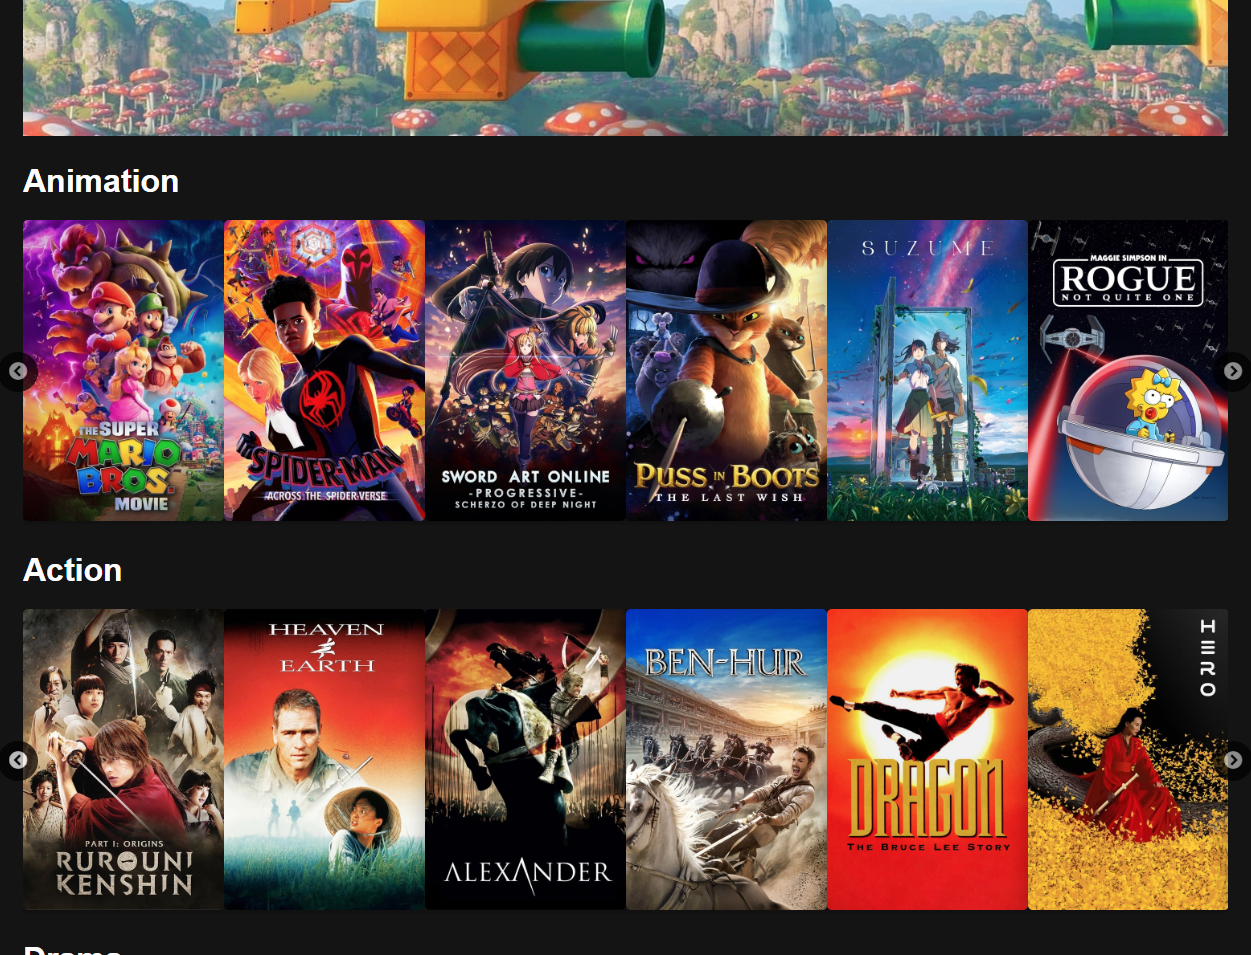 Animation
THE SUPER
MARIO
BROS.
MOVIE
SPIDER-MAN
ACROSS THE SPIDER-VERSE
SWORD ART ONLINE
-PROGRESSIVE-
SCHERZO OF DEEP NIGHT
PUSS IN BOOTS
THE LAST WISH
SUZUME
MAGGIE SIMPSON IN
ROGUE
NOT QUITE ONE
Action
PART I: ORIGINS
RUROUNI
KENSHIN
HEAVEN
EARTH
ALEXANDER
BEN-HUR
DRAGON
THE BRUCE LEE STORY
HERO
Drama